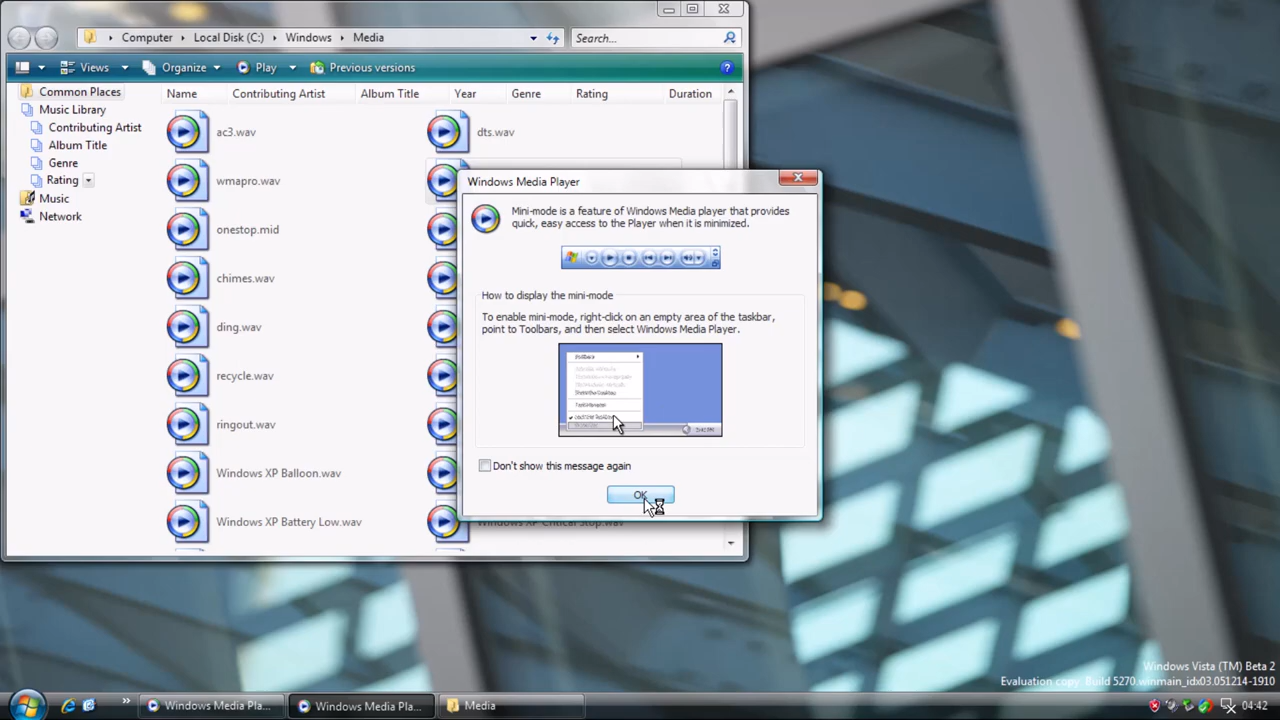 Computer Local Disk (C:) Windows Media
Search...
Views Organize Play Previous versions
Name Contributing Artist Album Title Year Genre Rating Duration
Common Places
Music Library
Contributing Artist
Album Title
Genre
Rating
Music
Network
ac3.wav
dts.wav
wmapro.wav
onestop.mid
chimes.wav
ding.wav
recycle.wav
ringout.wav
Windows XP Balloon.wav
Windows XP Battery Low.wav
Windows XP Critical Stop.wav
Windows Media Player
Mini-mode is a feature of Windows Media player that provides
quick, easy access to the Player when it is minimized.
How to display the mini-mode
To enable mini-mode, right-click on an empty area of the taskbar,
point to Toolbars, and then select Windows Media Player.
Don't show this message again
OK
Windows Vista (TM) Beta 2
Evaluation copy. Build 5270.winmain_idx03.051214-1910
Windows Media Pla...
Windows Media Pla...
Media
04:42